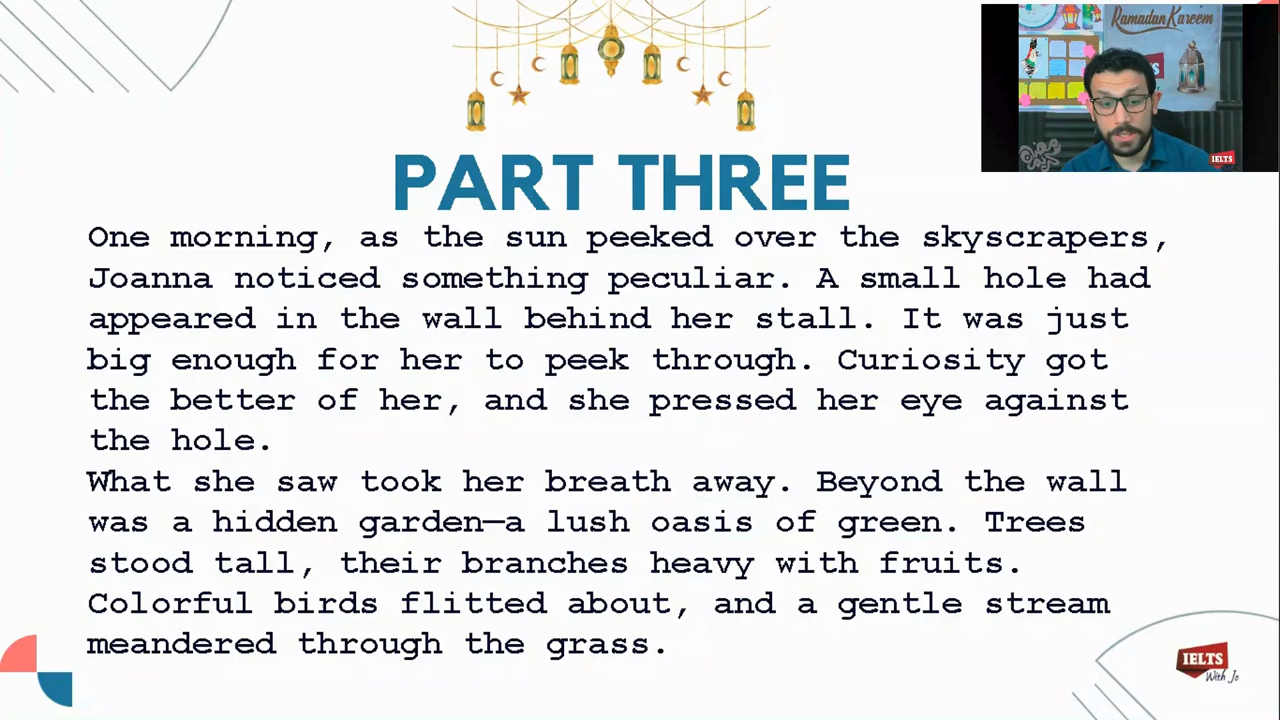 Ramadan Kareem
IELTS
PART THREE
One morning, as the sun peeked over the skyscrapers,
Joanna noticed something peculiar. A small hole had
appeared in the wall behind her stall. It was just
big enough for her to peek through. Curiosity got
the better of her, and she pressed her eye against
the hole.
What she saw took her breath away. Beyond the wall
was a hidden garden—a lush oasis of green. Trees
stood tall, their branches heavy with fruits.
Colorful birds flitted about, and a gentle stream
meandered through the grass.
IELTS
With Jo